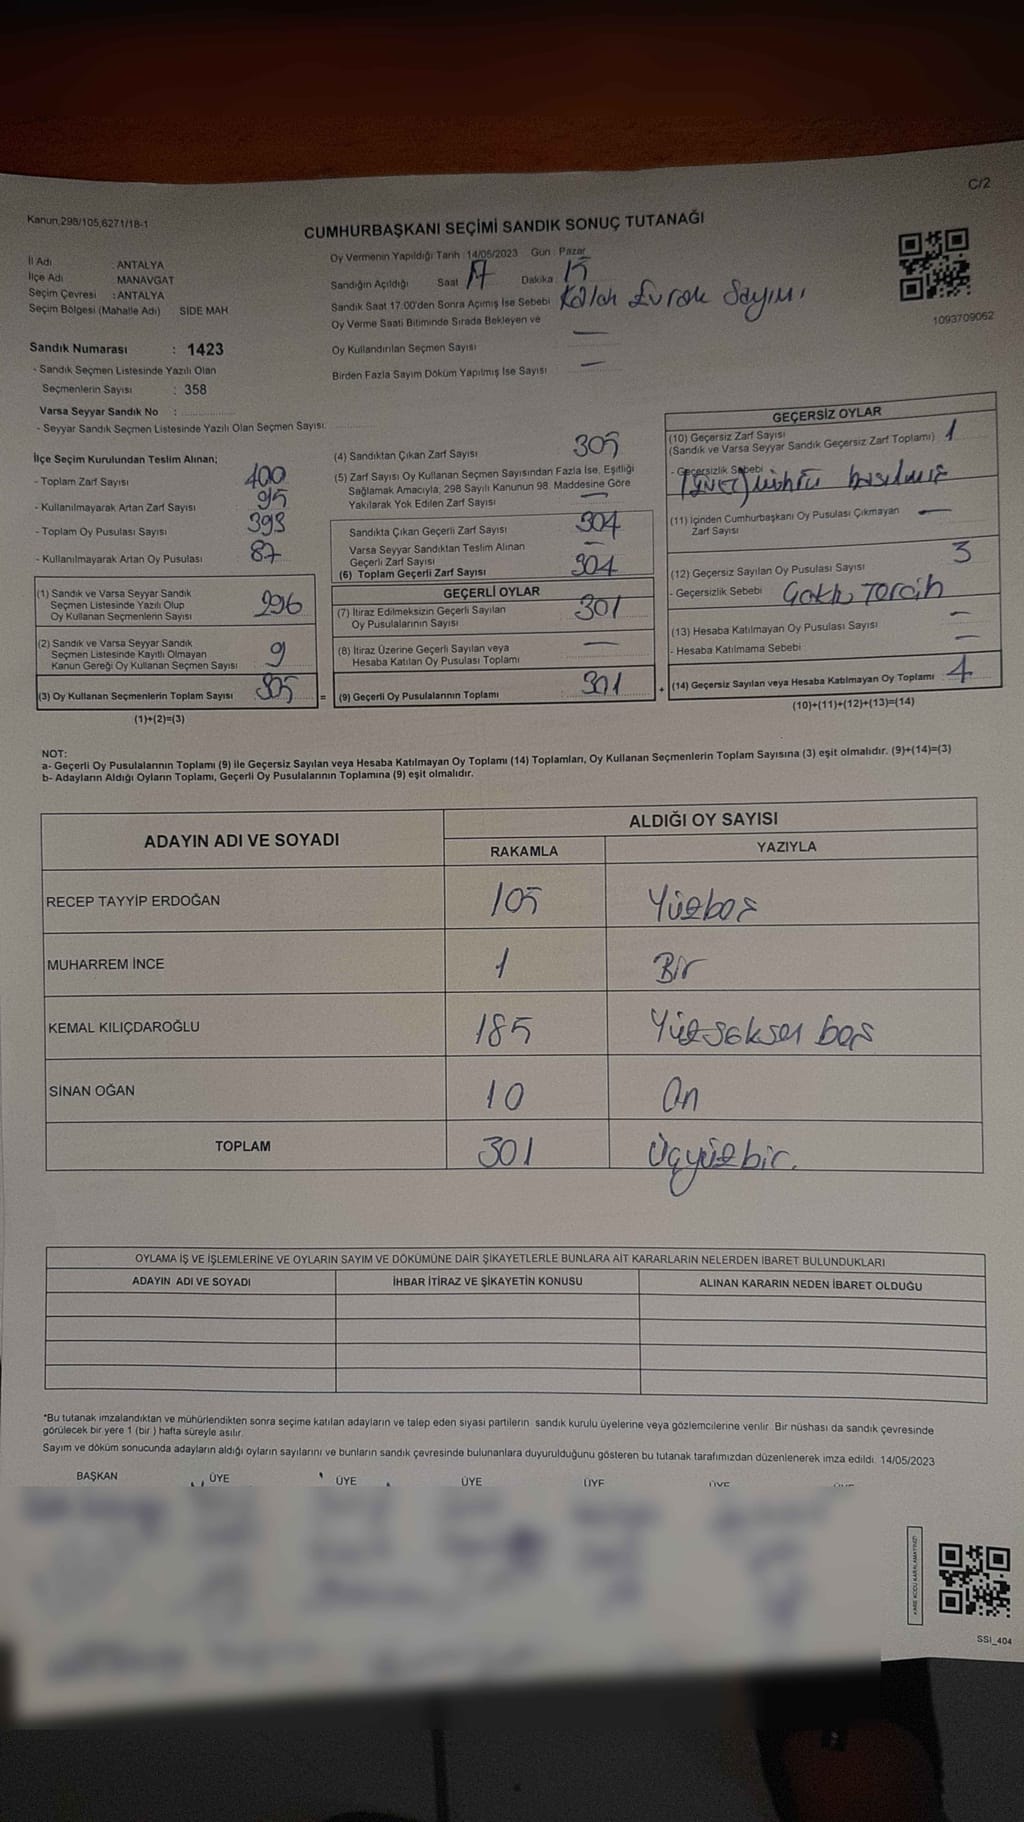 C/2
Kanun,298/105,6271/18-1
CUMHURBAŞKANI SEÇİMİ SANDIK SONUÇ TUTANAĞI
İl Adı : ANTALYA
İlçe Adı : MANAVGAT
Seçim Çevresi : ANTALYA
Seçim Bölgesi (Mahalle Adı) SİDE MAH
Oy Vermenin Yapıldığı Tarih : 14/05/2023 Gün : Pazar
Sandığın Açıldığı Saat 17 Dakika : 15
Sandık Saat 17:00'den Sonra Açımış İse Sebebi Kalan Evrak Sayımı
Oy Verme Saati Bitiminde Sırada Bekleyen ve
Oy Kullandırılan Seçmen Sayısı —
Birden Fazla Sayım Döküm Yapılmış İse Sayısı —
1093709062
Sandık Numarası : 1423
- Sandık Seçmen Listesinde Yazılı Olan
Seçmenlerin Sayısı : 358
Varsa Seyyar Sandık No :
- Seyyar Sandık Seçmen Listesinde Yazılı Olan Seçmen Sayısı:
İlçe Seçim Kurulundan Teslim Alınan;
- Toplam Zarf Sayısı 400
- Kullanılmayarak Artan Zarf Sayısı 95
- Toplam Oy Pusulası Sayısı 393
- Kullanılmayarak Artan Oy Pusulası 87
(1) Sandık ve Varsa Seyyar Sandık
Seçmen Listesinde Yazılı Olup
Oy Kullanan Seçmenlerin Sayısı 296
(2) Sandık ve Varsa Seyyar Sandık
Seçmen Listesinde Kayıtlı Olmayan
Kanun Gereği Oy Kullanan Seçmen Sayısı 9
(3) Oy Kullanan Seçmenlerin Toplam Sayısı 305 =
(1)+(2)=(3)
(4) Sandıktan Çıkan Zarf Sayısı 305
(5) Zarf Sayısı Oy Kullanan Seçmen Sayısından Fazla İse, Eşitliği
Sağlamak Amacıyla, 298 Sayılı Kanunun 98. Maddesine Göre
Yakılarak Yok Edilen Zarf Sayısı —
Sandıkta Çıkan Geçerli Zarf Sayısı 304
Varsa Seyyar Sandıktan Teslim Alınan
Geçerli Zarf Sayısı —
(6) Toplam Geçerli Zarf Sayısı 304
GEÇERLİ OYLAR
(7) İtiraz Edilmeksizin Geçerli Sayılan
Oy Pusulalarının Sayısı 301
(8) İtiraz Üzerine Geçerli Sayılan veya
Hesaba Katılan Oy Pusulası Toplamı —
(9) Geçerli Oy Pusulalarının Toplamı 301 +
GEÇERSİZ OYLAR
(10) Geçersiz Zarf Sayısı
(Sandık ve Varsa Seyyar Sandık Geçersiz Zarf Toplamı) 1
- Geçersizlik Sebebi mührü basılmış
(11) İçinden Cumhurbaşkanı Oy Pusulası Çıkmayan
Zarf Sayısı —
(12) Geçersiz Sayılan Oy Pusulası Sayısı 3
- Geçersizlik Sebebi Çoklu Tercih
(13) Hesaba Katılmayan Oy Pusulası Sayısı —
- Hesaba Katılmama Sebebi —
(14) Geçersiz Sayılan veya Hesaba Katılmayan Oy Toplamı 4
(10)+(11)+(12)+(13)=(14)
NOT:
a- Geçerli Oy Pusulalarının Toplamı (9) ile Geçersiz Sayılan veya Hesaba Katılmayan Oy Toplamı (14) Toplamları, Oy Kullanan Seçmenlerin Toplam Sayısına (3) eşit olmalıdır. (9)+(14)=(3)
b- Adayların Aldığı Oyların Toplamı, Geçerli Oy Pusulalarının Toplamına (9) eşit olmalıdır.
ADAYIN ADI VE SOYADI ALDIĞI OY SAYISI
RAKAMLA YAZIYLA
RECEP TAYYİP ERDOĞAN 105 Yüzbeş
MUHARREM İNCE 1 Bir
KEMAL KILIÇDAROĞLU 185 Yüzseksen beş
SİNAN OĞAN 10 On
TOPLAM 301 Üçyüzbir.
OYLAMA İŞ VE İŞLEMLERİNE VE OYLARIN SAYIM VE DÖKÜMÜNE DAİR ŞİKAYETLERLE BUNLARA AİT KARARLARIN NELERDEN İBARET BULUNDUKLARI
ADAYIN ADI VE SOYADI İHBAR İTİRAZ VE ŞİKAYETİN KONUSU ALINAN KARARIN NEDEN İBARET OLDUĞU
*Bu tutanak imzalandıktan ve mühürlendikten sonra seçime katılan adayların ve talep eden siyasi partilerin sandık kurulu üyelerine veya gözlemcilerine verilir. Bir nüshası da sandık çevresinde
görülecek bir yere 1 (bir ) hafta süreyle asılır.
Sayım ve döküm sonucunda adayların aldığı oyların sayılarını ve bunların sandık çevresinde bulunanlara duyurulduğunu gösteren bu tutanak tarafımızdan düzenlenerek imza edildi. 14/05/2023
BAŞKAN ÜYE ÜYE ÜYE ÜYE ÜYE
KARE KODU KARALAMAYINIZ!
SSI_404